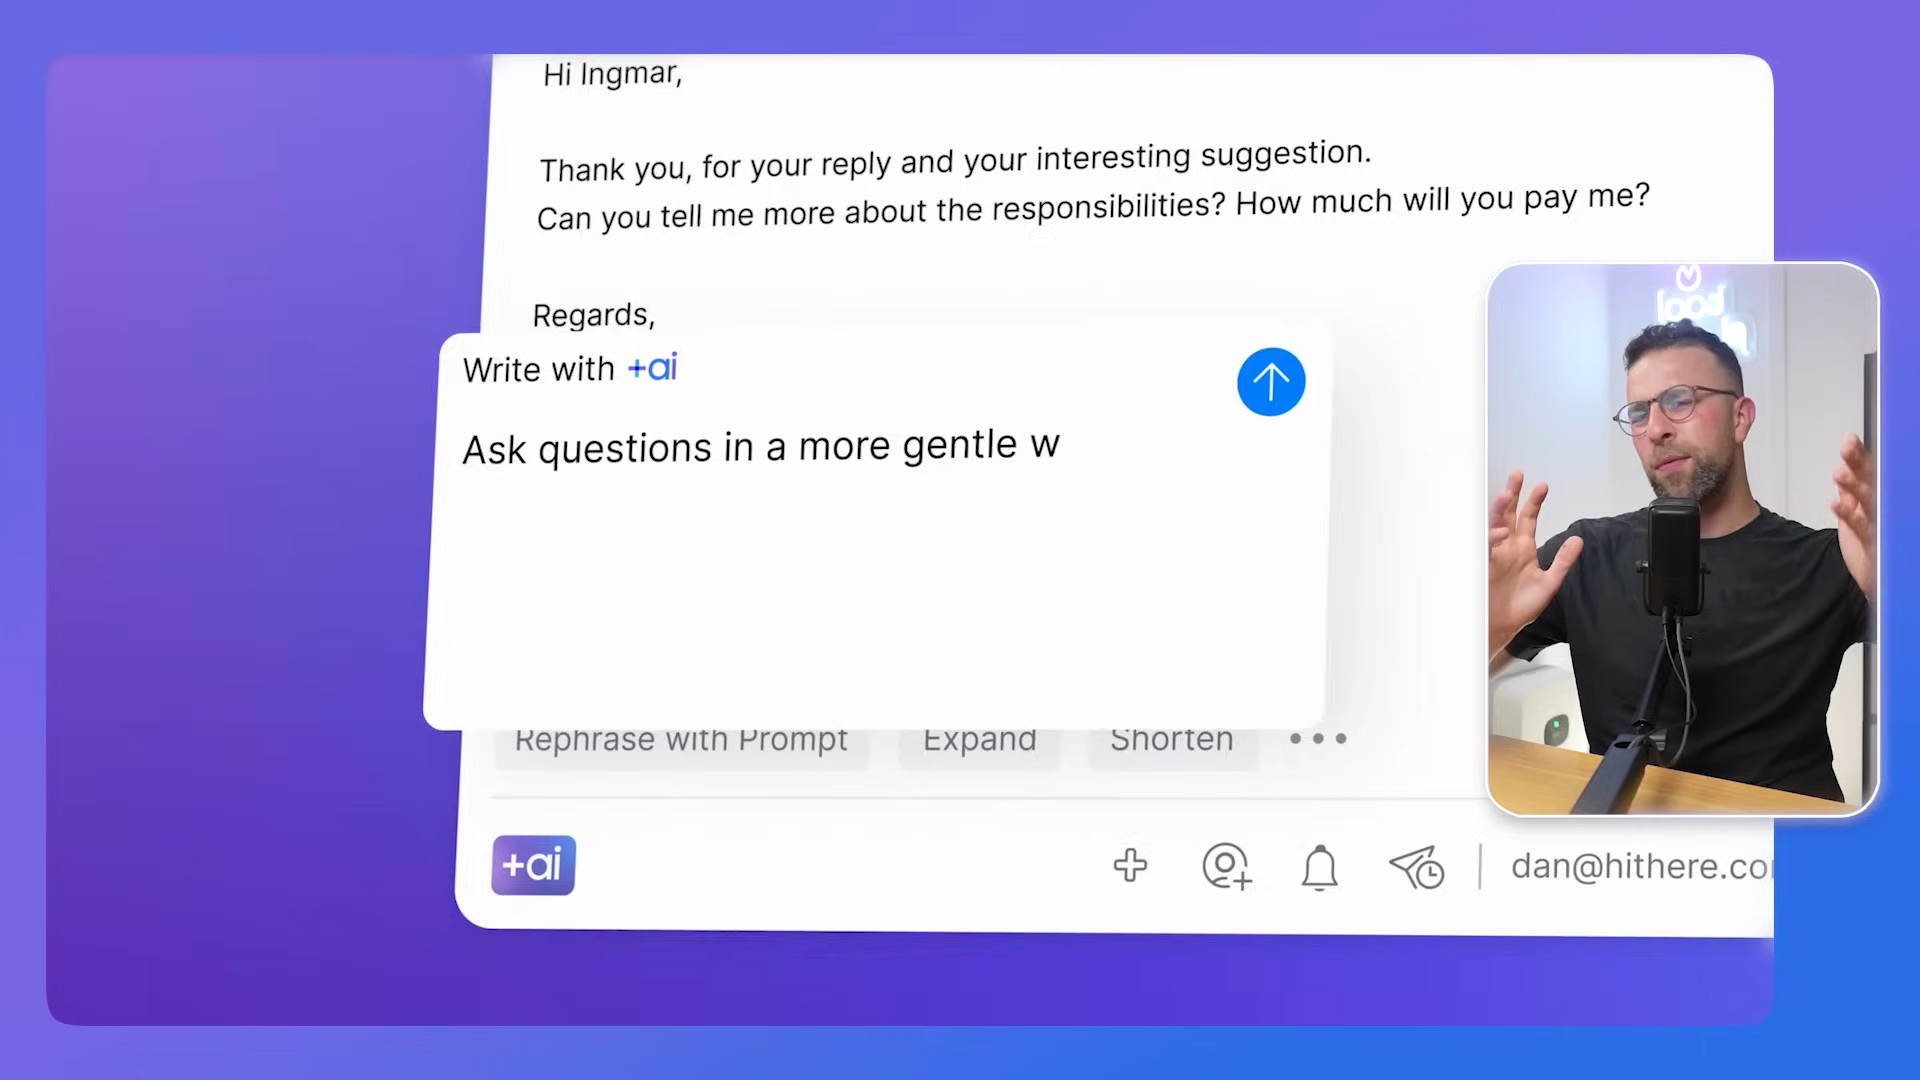 Hi Ingmar,
Thank you, for your reply and your interesting suggestion.
Can you tell me more about the responsibilities? How much will you pay me?
Regards,
Write with +ai
Ask questions in a more gentle w
Rephrase with Prompt
Expand
Shorten
+ai
dan@hithere.co